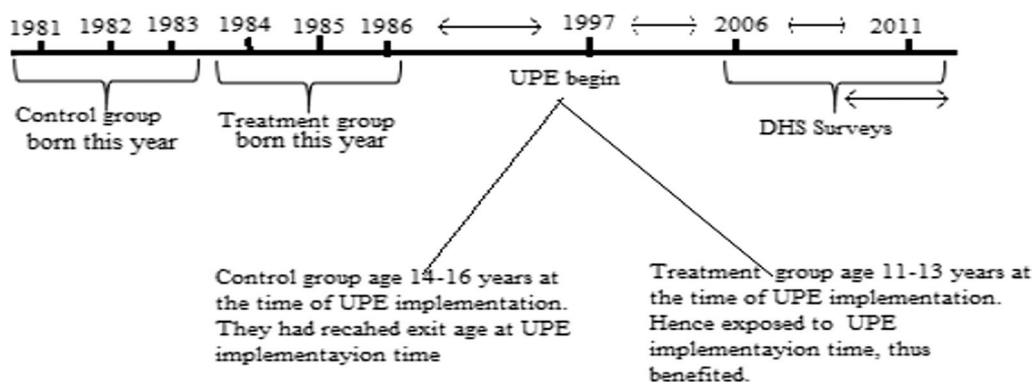 1981 1982 1983 1984 1985 1986 1997 2006 2011
UPE begin
Control group
born this year
Treatment group
born this year
DHS Surveys
Control group age 14-16 years at
the time of UPE implementation.
They had recahed exit age at UPE
implementayion time
Treatment group age 11-13 years at
the time of UPE implementation.
Hence exposed to UPE
implementayion time, thus
benefited.